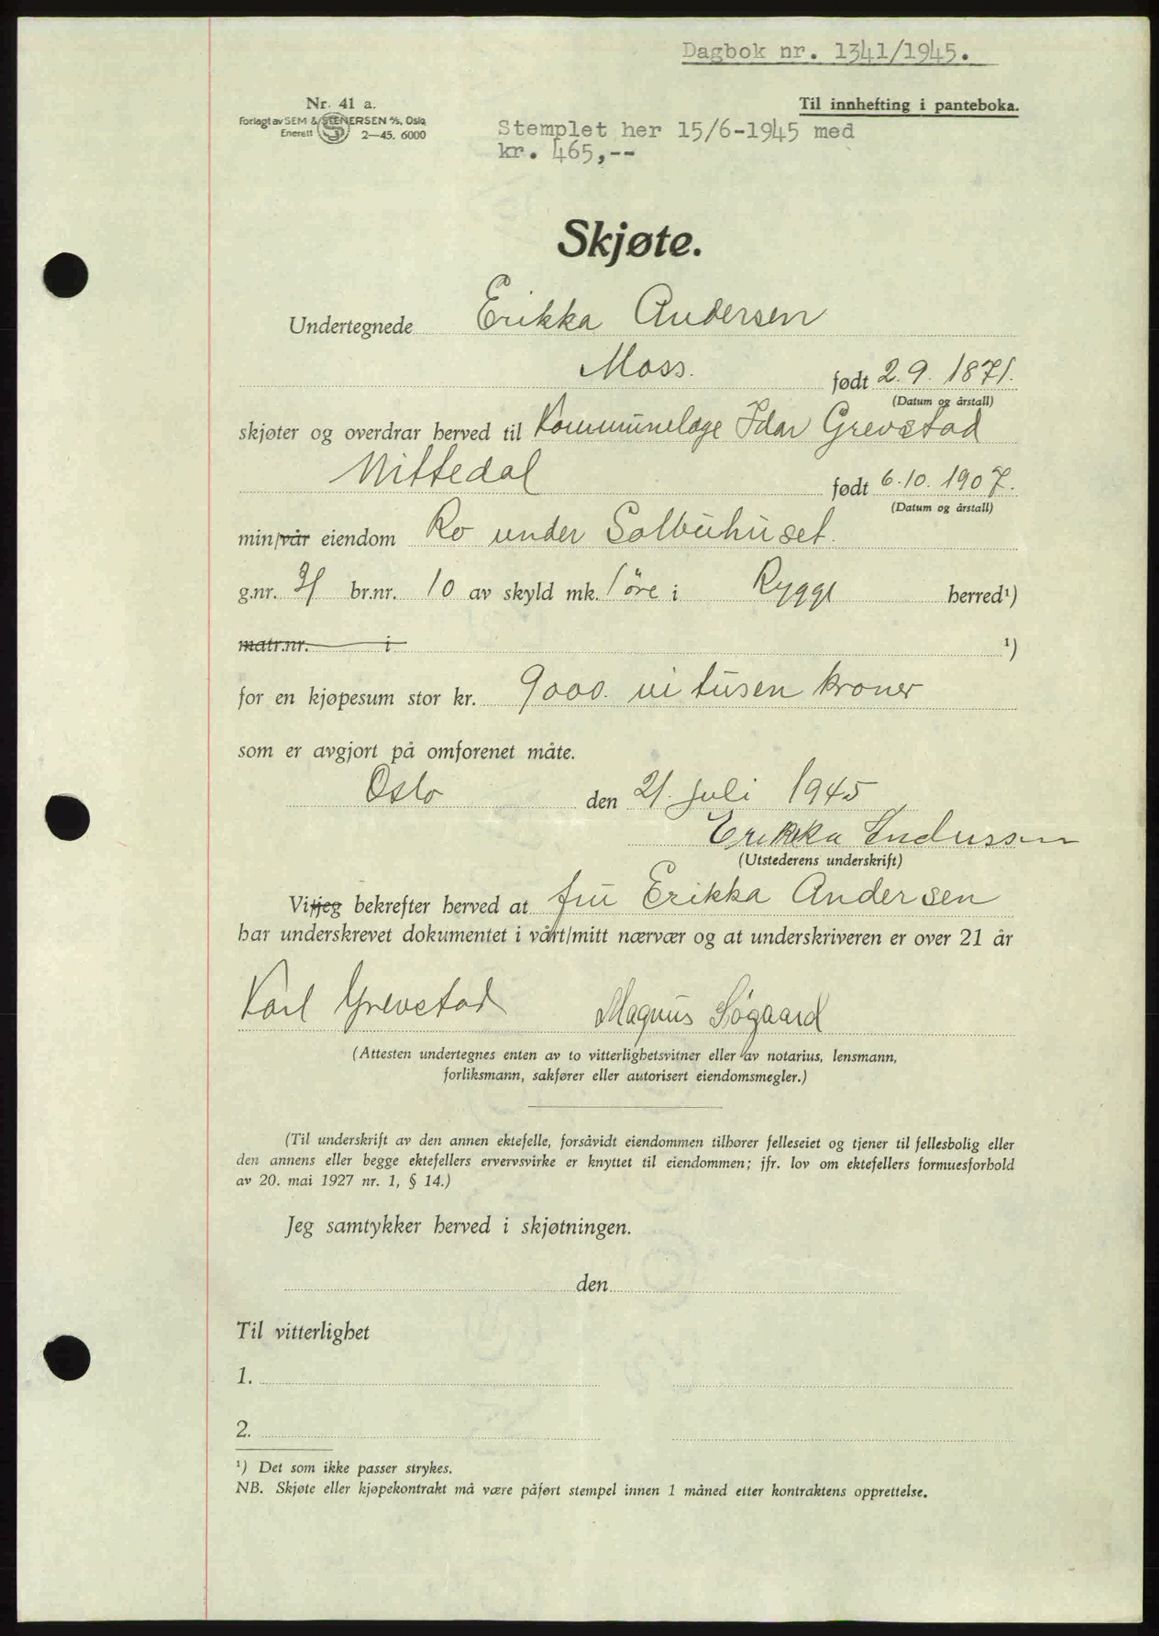 Dagbok nr. 1341/1945.
Nr. 41 a.
Forlagt av SEM & STENERSEN A/S, Oslo
Enerett 2—45. 6000
Til innhefting i panteboka.
Stemplet her 15/6-1945 med
kr. 465,--
Skjøte.
Undertegnede Erikka Andersen
Moss. født 2.9. 1871.
(Datum og årstall)
skjøter og overdrar herved til Kommunelæge Idar Grevstad
Nittedal født 6.10. 1907.
(Datum og årstall)
min/vår eiendom Ro under Solbuhuset.
g.nr. br.nr. 10 av skyld mk. 1 öre i Rygge herred¹)
matr.nr. i ¹)
for en kjøpesum stor kr. 9000. ni tusen kroner
som er avgjort på omforenet måte.
Oslo den 21. juli 1945
Erikka Andersen
(Utstederens underskrift)
Vi/jeg bekrefter herved at fru Erikka Andersen
har underskrevet dokumentet i vårt/mitt nærvær og at underskriveren er over 21 år
Karl Grevstad Magnus Søgaard
(Attesten undertegnes enten av to vitterlighetsvitner eller av notarius, lensmann,
forliksmann, sakfører eller autorisert eiendomsmegler.)
(Til underskrift av den annen ektefelle, forsåvidt eiendommen tilhører felleseiet og tjener til fellesbolig eller
den annens eller begge ektefellers ervervsvirke er knyttet til eiendommen; jfr. lov om ektefellers formuesforhold
av 20. mai 1927 nr. 1, § 14.)
Jeg samtykker herved i skjøtningen.
den
Til vitterlighet
1.
2.
¹) Det som ikke passer strykes.
NB. Skjøte eller kjøpekontrakt må være påført stempel innen 1 måned etter kontraktens opprettelse.